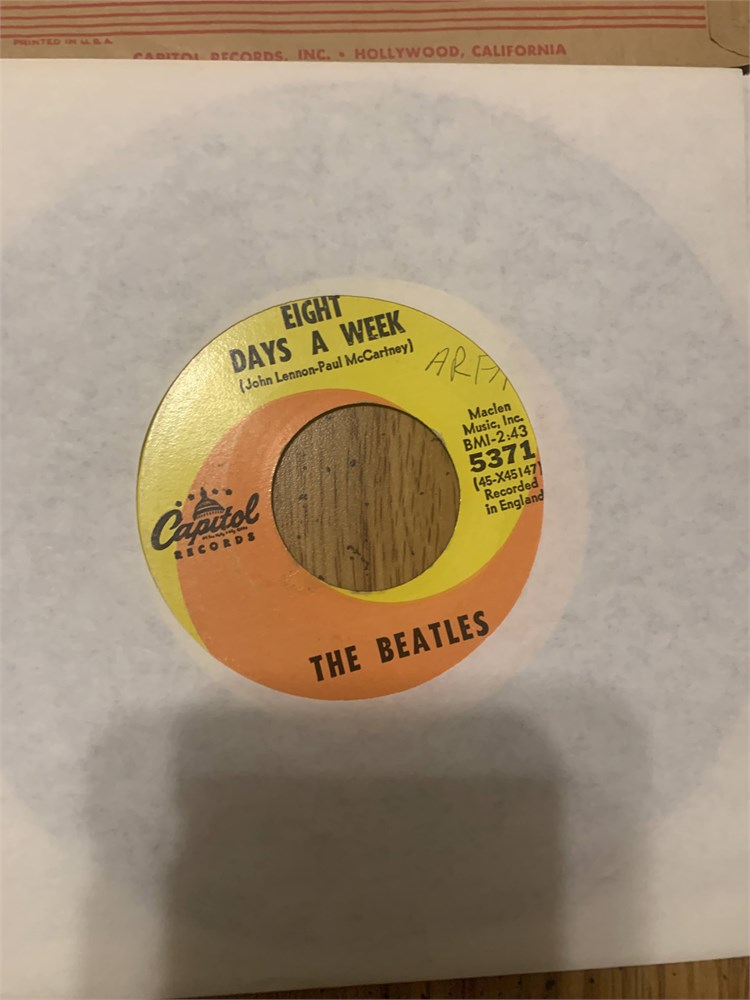 PRINTED IN U.S.A.
CAPITOL RECORDS, INC. • HOLLYWOOD, CALIFORNIA
EIGHT
DAYS A WEEK
(John Lennon-Paul McCartney)
Maclen
Music, Inc.
BMI-2:43
5371
(45-X45147)
Recorded
in England
Capitol
RECORDS
THE BEATLES